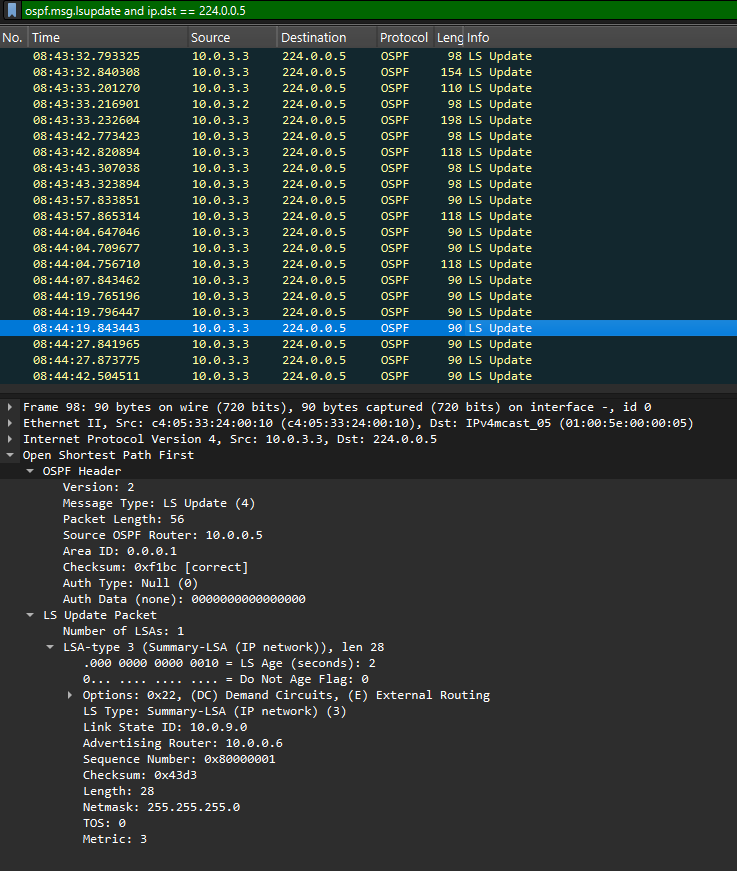 ospf.msg.lsupdate and ip.dst == 224.0.0.5
No. Time Source Destination Protocol Leng Info
08:43:32.793325 10.0.3.3 224.0.0.5 OSPF 98 LS Update
08:43:32.840308 10.0.3.3 224.0.0.5 OSPF 154 LS Update
08:43:33.201270 10.0.3.3 224.0.0.5 OSPF 110 LS Update
08:43:33.216901 10.0.3.2 224.0.0.5 OSPF 98 LS Update
08:43:33.232604 10.0.3.3 224.0.0.5 OSPF 198 LS Update
08:43:42.773423 10.0.3.3 224.0.0.5 OSPF 98 LS Update
08:43:42.820894 10.0.3.3 224.0.0.5 OSPF 118 LS Update
08:43:43.307038 10.0.3.3 224.0.0.5 OSPF 98 LS Update
08:43:43.323894 10.0.3.3 224.0.0.5 OSPF 98 LS Update
08:43:57.833851 10.0.3.3 224.0.0.5 OSPF 90 LS Update
08:43:57.865314 10.0.3.3 224.0.0.5 OSPF 118 LS Update
08:44:04.647046 10.0.3.3 224.0.0.5 OSPF 90 LS Update
08:44:04.709677 10.0.3.3 224.0.0.5 OSPF 90 LS Update
08:44:04.756710 10.0.3.3 224.0.0.5 OSPF 118 LS Update
08:44:07.843462 10.0.3.3 224.0.0.5 OSPF 90 LS Update
08:44:19.765196 10.0.3.3 224.0.0.5 OSPF 90 LS Update
08:44:19.796447 10.0.3.3 224.0.0.5 OSPF 90 LS Update
08:44:19.843443 10.0.3.3 224.0.0.5 OSPF 90 LS Update
08:44:27.841965 10.0.3.3 224.0.0.5 OSPF 90 LS Update
08:44:27.873775 10.0.3.3 224.0.0.5 OSPF 90 LS Update
08:44:42.504511 10.0.3.3 224.0.0.5 OSPF 90 LS Update
Frame 98: 90 bytes on wire (720 bits), 90 bytes captured (720 bits) on interface -, id 0
Ethernet II, Src: c4:05:33:24:00:10 (c4:05:33:24:00:10), Dst: IPv4mcast_05 (01:00:5e:00:00:05)
Internet Protocol Version 4, Src: 10.0.3.3, Dst: 224.0.0.5
Open Shortest Path First
OSPF Header
Version: 2
Message Type: LS Update (4)
Packet Length: 56
Source OSPF Router: 10.0.0.5
Area ID: 0.0.0.1
Checksum: 0xf1bc [correct]
Auth Type: Null (0)
Auth Data (none): 0000000000000000
LS Update Packet
Number of LSAs: 1
LSA-type 3 (Summary-LSA (IP network)), len 28
.000 0000 0000 0010 = LS Age (seconds): 2
0... .... .... .... = Do Not Age Flag: 0
Options: 0x22, (DC) Demand Circuits, (E) External Routing
LS Type: Summary-LSA (IP network) (3)
Link State ID: 10.0.9.0
Advertising Router: 10.0.0.6
Sequence Number: 0x80000001
Checksum: 0x43d3
Length: 28
Netmask: 255.255.255.0
TOS: 0
Metric: 3